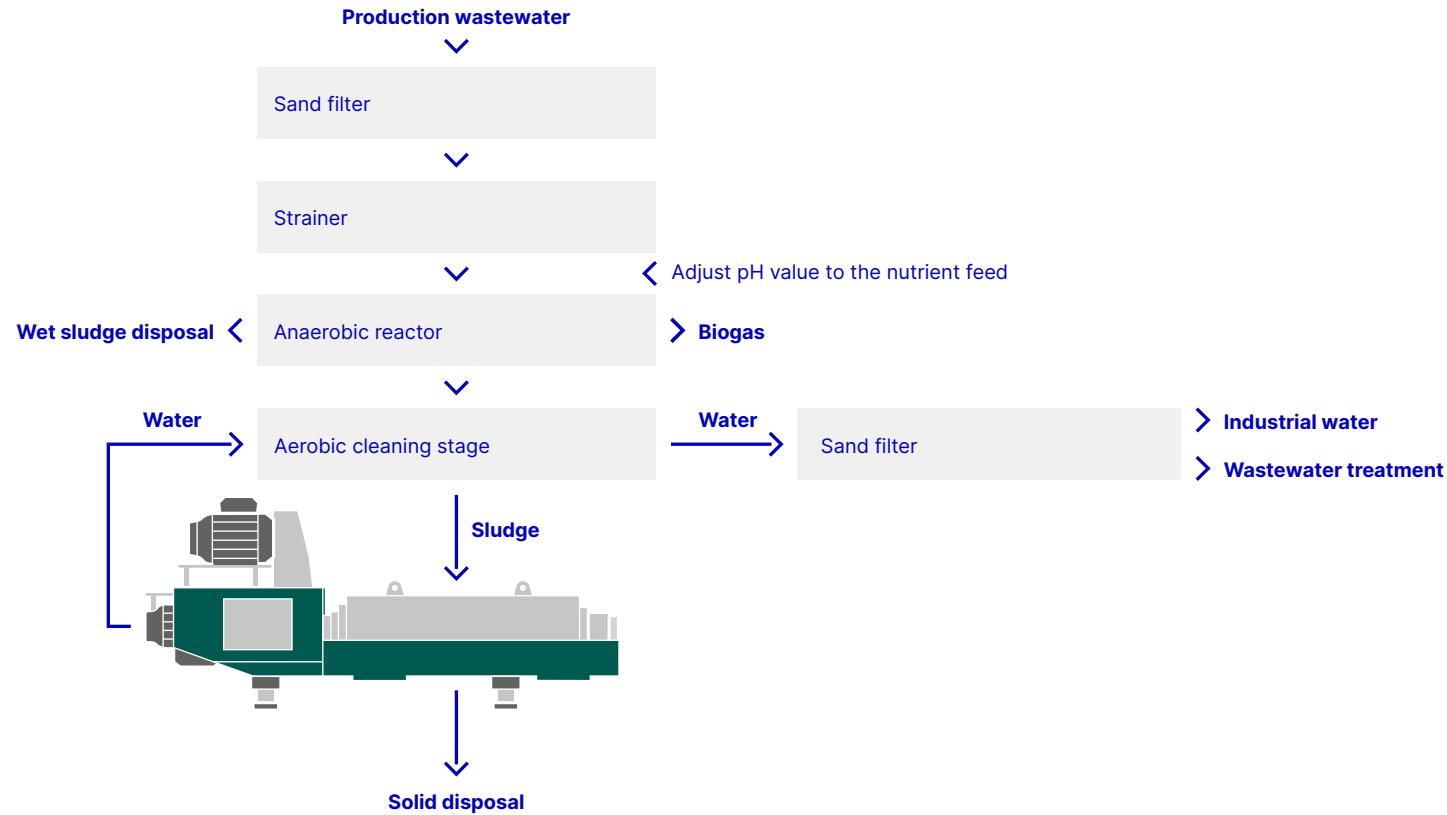 Production wastewater
Sand filter
Strainer
Adjust pH value to the nutrient feed
Wet sludge disposal
Anaerobic reactor
Biogas
Water
Aerobic cleaning stage
Water
Sand filter
Industrial water
Wastewater treatment
Sludge
Solid disposal